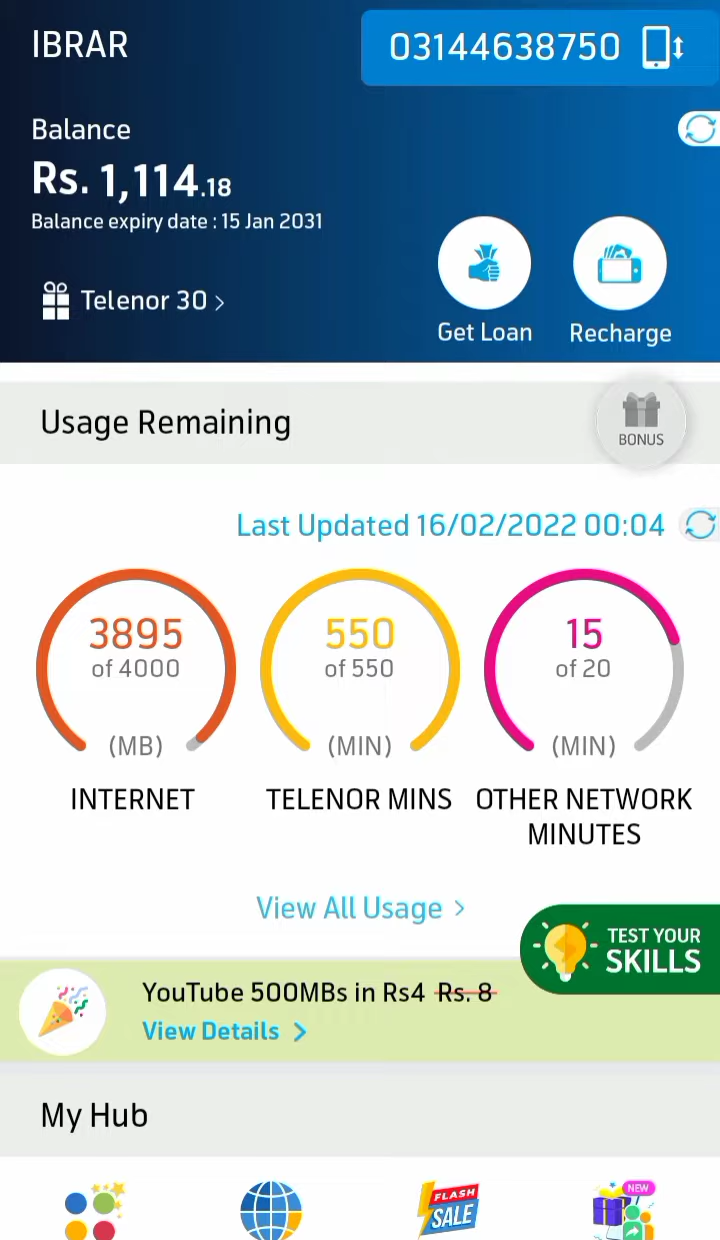 IBRAR
03144638750
Balance
Rs. 1,114.18
Balance expiry date : 15 Jan 2031
Telenor 30 >
Get Loan
Recharge
Usage Remaining
BONUS
Last Updated 16/02/2022 00:04
3895
of 4000
(MB)
INTERNET
550
of 550
(MIN)
TELENOR MINS
15
of 20
(MIN)
OTHER NETWORK
MINUTES
View All Usage >
TEST YOUR
SKILLS
YouTube 500MBs in Rs4 Rs. 8
View Details >
My Hub
FLASH
SALE
NEW